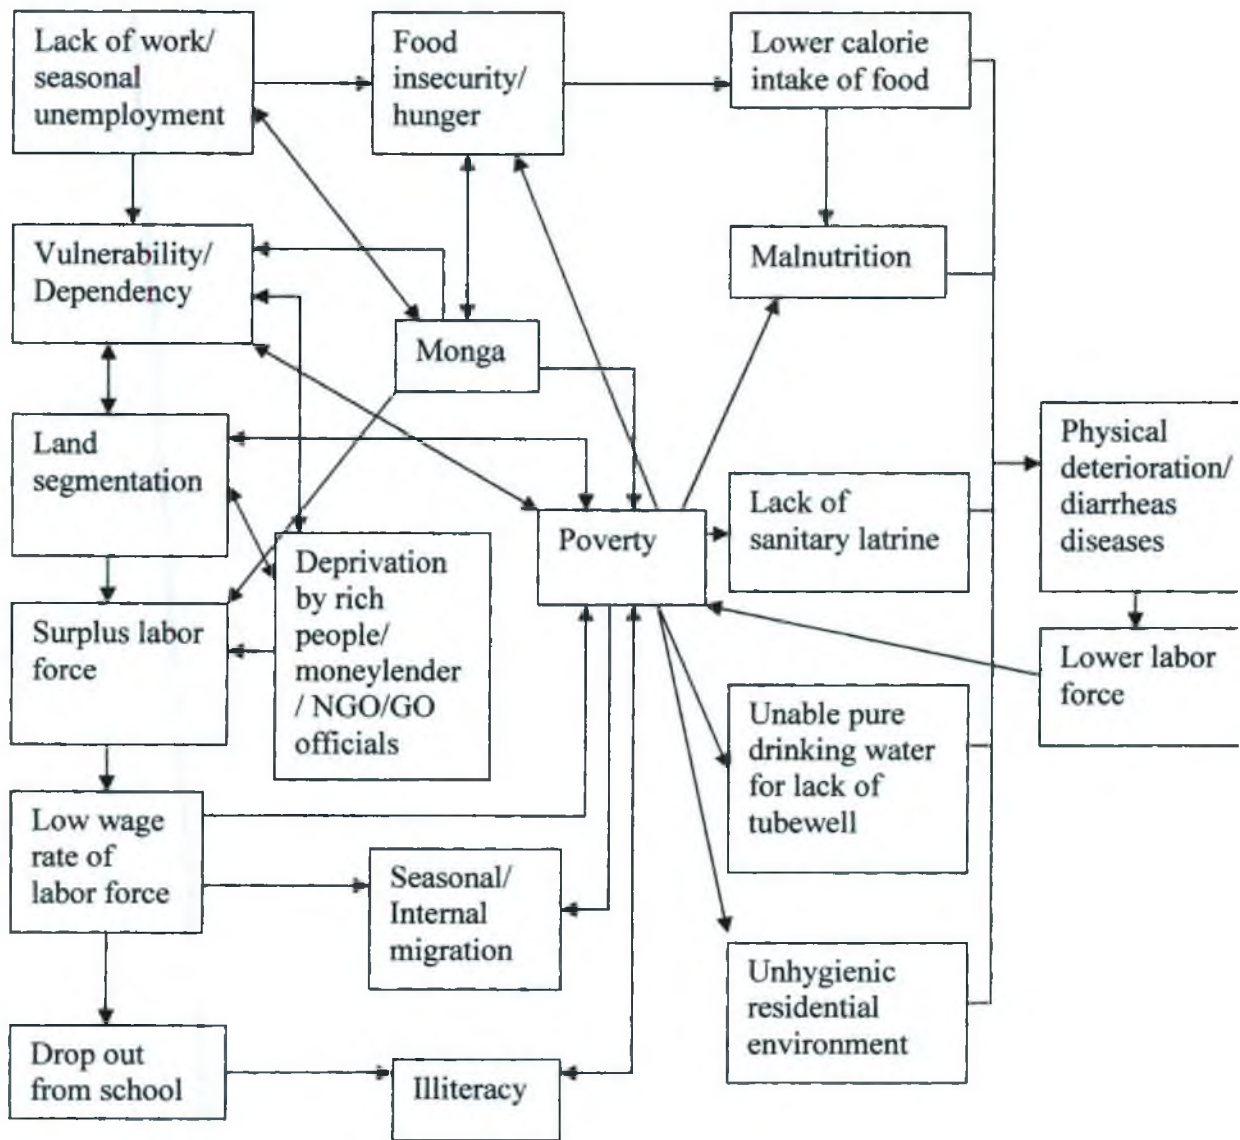 Lack of work/
seasonal
unemployment
Food
insecurity/
hunger
Lower calorie
intake of food
Vulnerability/
Dependency
Malnutrition
Monga
Land
segmentation
Physical
deterioration/
diarrheas
diseases
Lack of
sanitary latrine
Poverty
Deprivation
by rich
people/
moneylender
/ NGO/GO
officials
Surplus labor
force
Lower labor
force
Unable pure
drinking water
for lack of
tubewell
Low wage
rate of
labor force
Seasonal/
Internal
migration
Unhygienic
residential
environment
Drop out
from school
Illiteracy